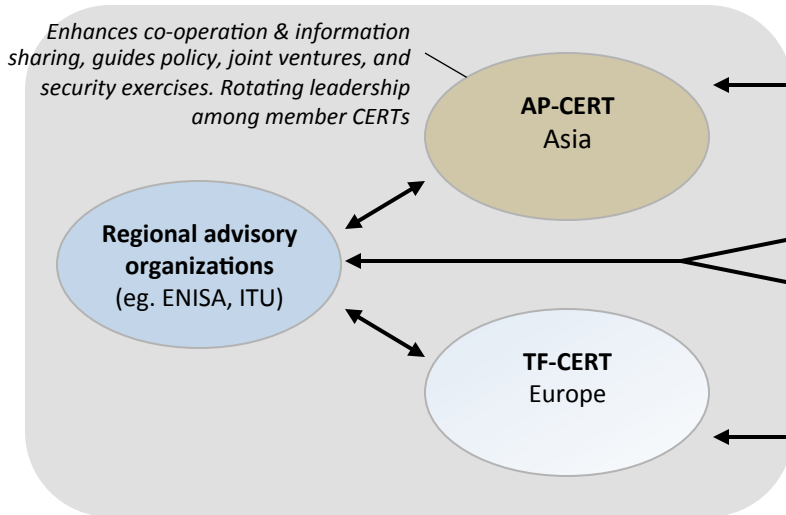 Enhances co-operation & information
sharing, guides policy, joint ventures, and
security exercises. Rotating leadership
among member CERTs
AP-CERT
Asia
Regional advisory
organizations
(eg. ENISA, ITU)
TF-CERT
Europe